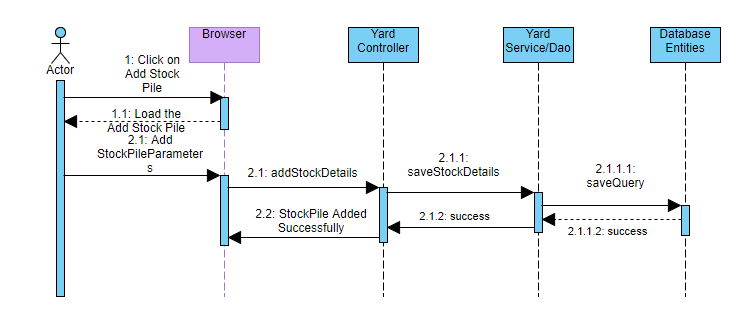 Actor
Browser
Yard
Controller
Yard
Service/Dao
Database
Entities
1: Click on
Add Stock
Pile
1.1: Load the
Add Stock Pile
2.1: Add
StockPileParameter
s
2.1: addStockDetails
2.1.1:
saveStockDetails
2.1.1.1:
saveQuery
2.2: StockPile Added
Successfully
2.1.2: success
2.1.1.2: success